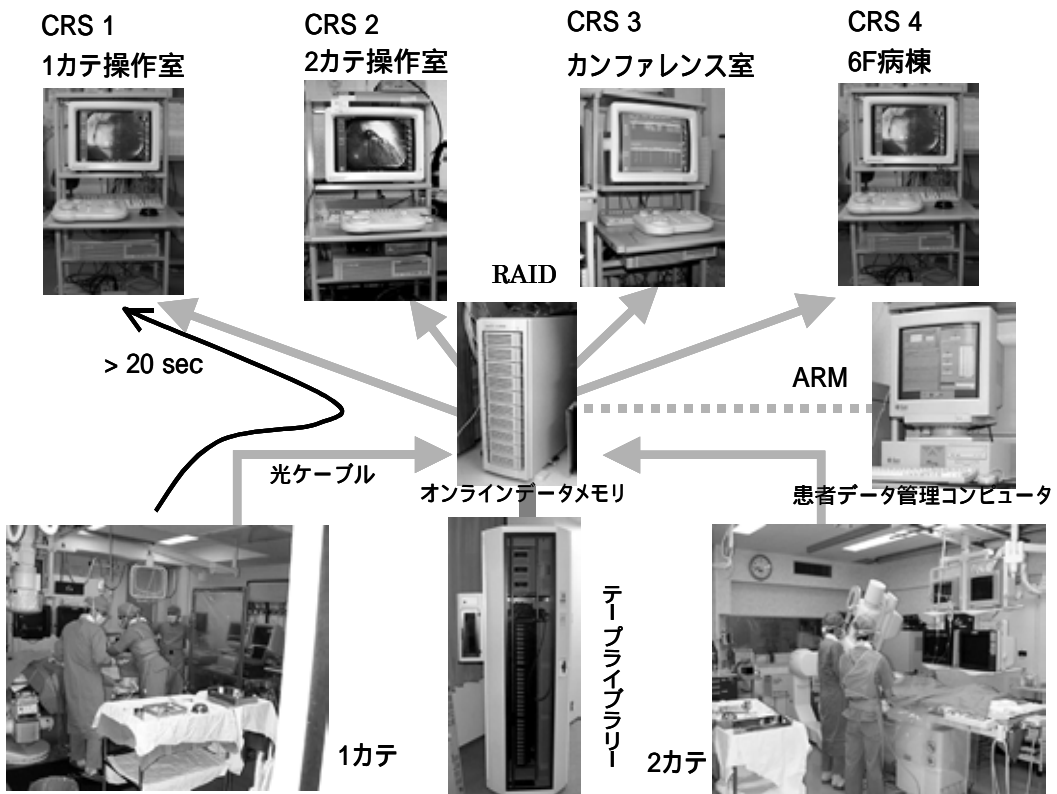 CRS 1
1カテ操作室
CRS 2
2カテ操作室
CRS 3
カンファレンス室
CRS 4
6F病棟
RAID
> 20 sec
ARM
光ケーブル
オンラインデータメモリ
患者データ管理コンピュータ
テープライブラリー
1カテ
2カテ